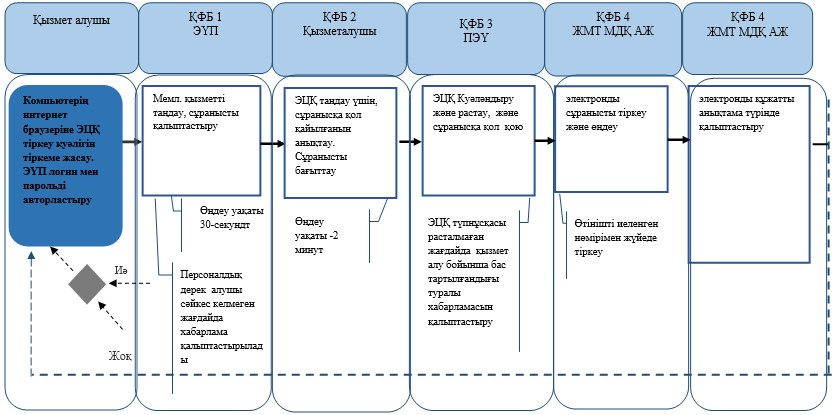 Қызмет алушы
ҚФБ 1
ЭҮП
ҚФБ 2
Қызметалушы
ҚФБ 3
ПЭҮ
ҚФБ 4
ЖМТ МДҚ АЖ
ҚФБ 4
ЖМТ МДҚ АЖ
Компьютерің
интернет
браузеріне ЭЦҚ
тіркеу куәлігін
тіркеме жасау.
ЭҮП логин мен
парольді
авторластыру
Мемл. қызметті
таңдау, сұранысты
қалыптастыру
ЭЦҚ таңдау үшін,
сұранысқа қол
қайылғанын
анықтау.
Сұранысты
бағыттау
ЭЦҚ Куәләндыру
және растау, және
сұранысқа қол қою
электронды
сұранысты тіркеу
және өңдеу
электронды құжатты
анықтама түрінде
қалыптастыру
Өңдеу уақаты
30-секундт
Өңдеу
уақаты -2
минут
ЭЦҚ түпнұсқасы
расталмаған
жағдайда қызмет
алу бойынша бас
тартылғандығы
туралы
хабарламасын
қалыптастыру
Өтінішті иеленген
нөмірімен жүйеде
тіркеу
Иә
Жоқ
Персоналдық
дерек алушы
сәйкес келмеген
жағдайда
хабарлама
қалыптастырылад
ы